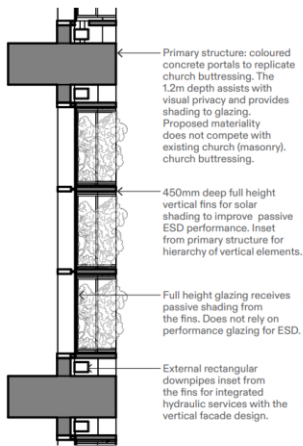 Primary structure: coloured
concrete portals to replicate
church buttressing. The
1.2m depth assists with
visual privacy and provides
shading to glazing.
Proposed materiality
does not compete with
existing church (masonry).
church buttressing.
450mm deep full height
vertical fins for solar
shading to improve passive
ESD performance. Inset
from primary structure for
hierarchy of vertical elements.
Full height glazing receives
passive shading from
the fins. Does not rely on
performance glazing for ESD.
External rectangular
downpipes inset from
the fins for integrated
hydraulic services with the
vertical facade design.